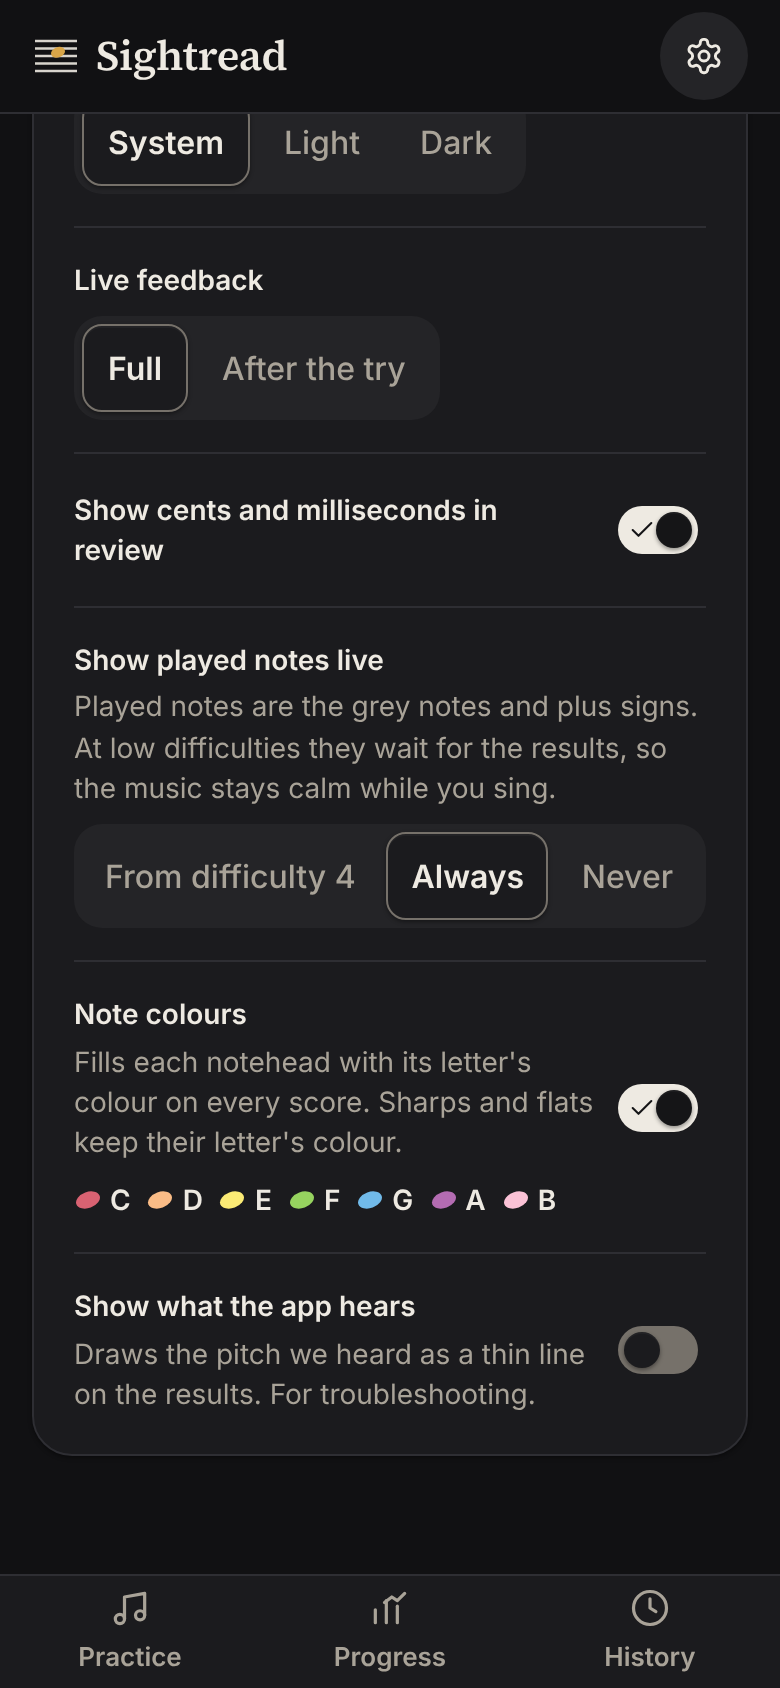 Sightread
System Light Dark
Live feedback
Full After the try
Show cents and milliseconds in
review
Show played notes live
Played notes are the grey notes and plus signs.
At low difficulties they wait for the results, so
the music stays calm while you sing.
From difficulty 4 Always Never
Note colours
Fills each notehead with its letter's
colour on every score. Sharps and flats
keep their letter's colour.
C D E F G A B
Show what the app hears
Draws the pitch we heard as a thin line
on the results. For troubleshooting.
Practice Progress History